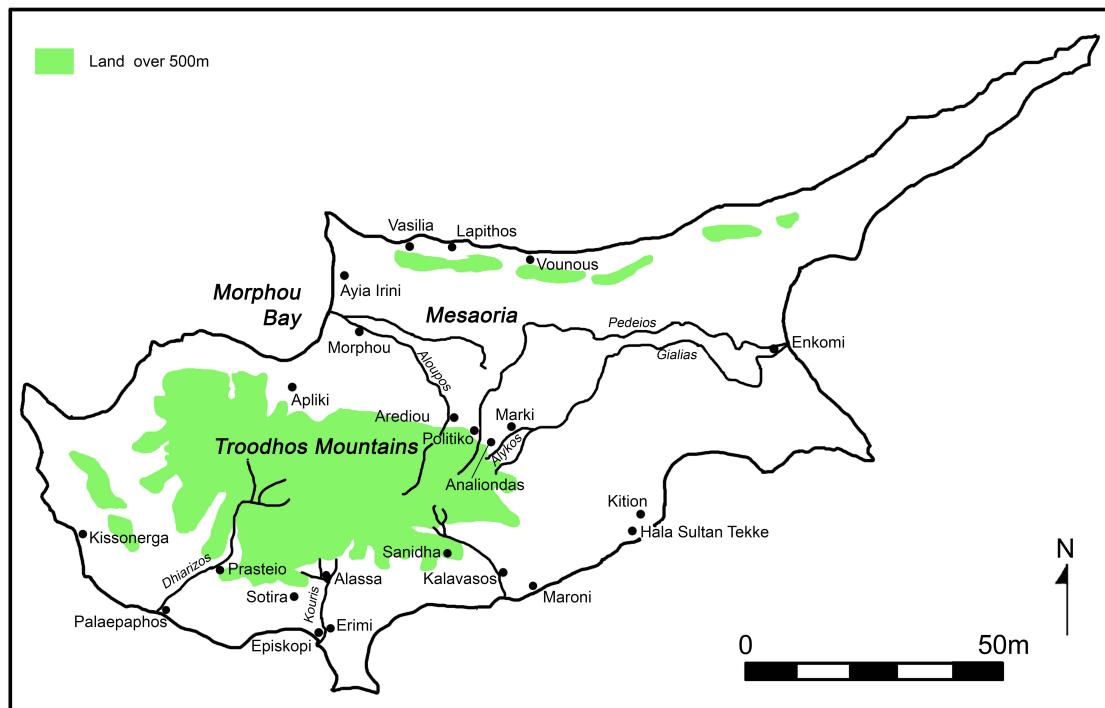 Land over 500m
Vasilia
Lapithos
Vounous
Ayia Irini
Morphou
Bay
Mesaoria
Pedeios
Morphou
Enkomi
Gialias
Aloupos
Apliki
Arediou
Marki
Politiko
Troodhos Mountains
Alykos
Analiondas
Kition
Kissonerga
Hala Sultan Tekke
Sanidha
N
Dhiarizos
Prasteio
Alassa
Kalavasos
Maroni
Sotira
Kouris
Palaepaphos
Erimi
Episkopi
0
50m